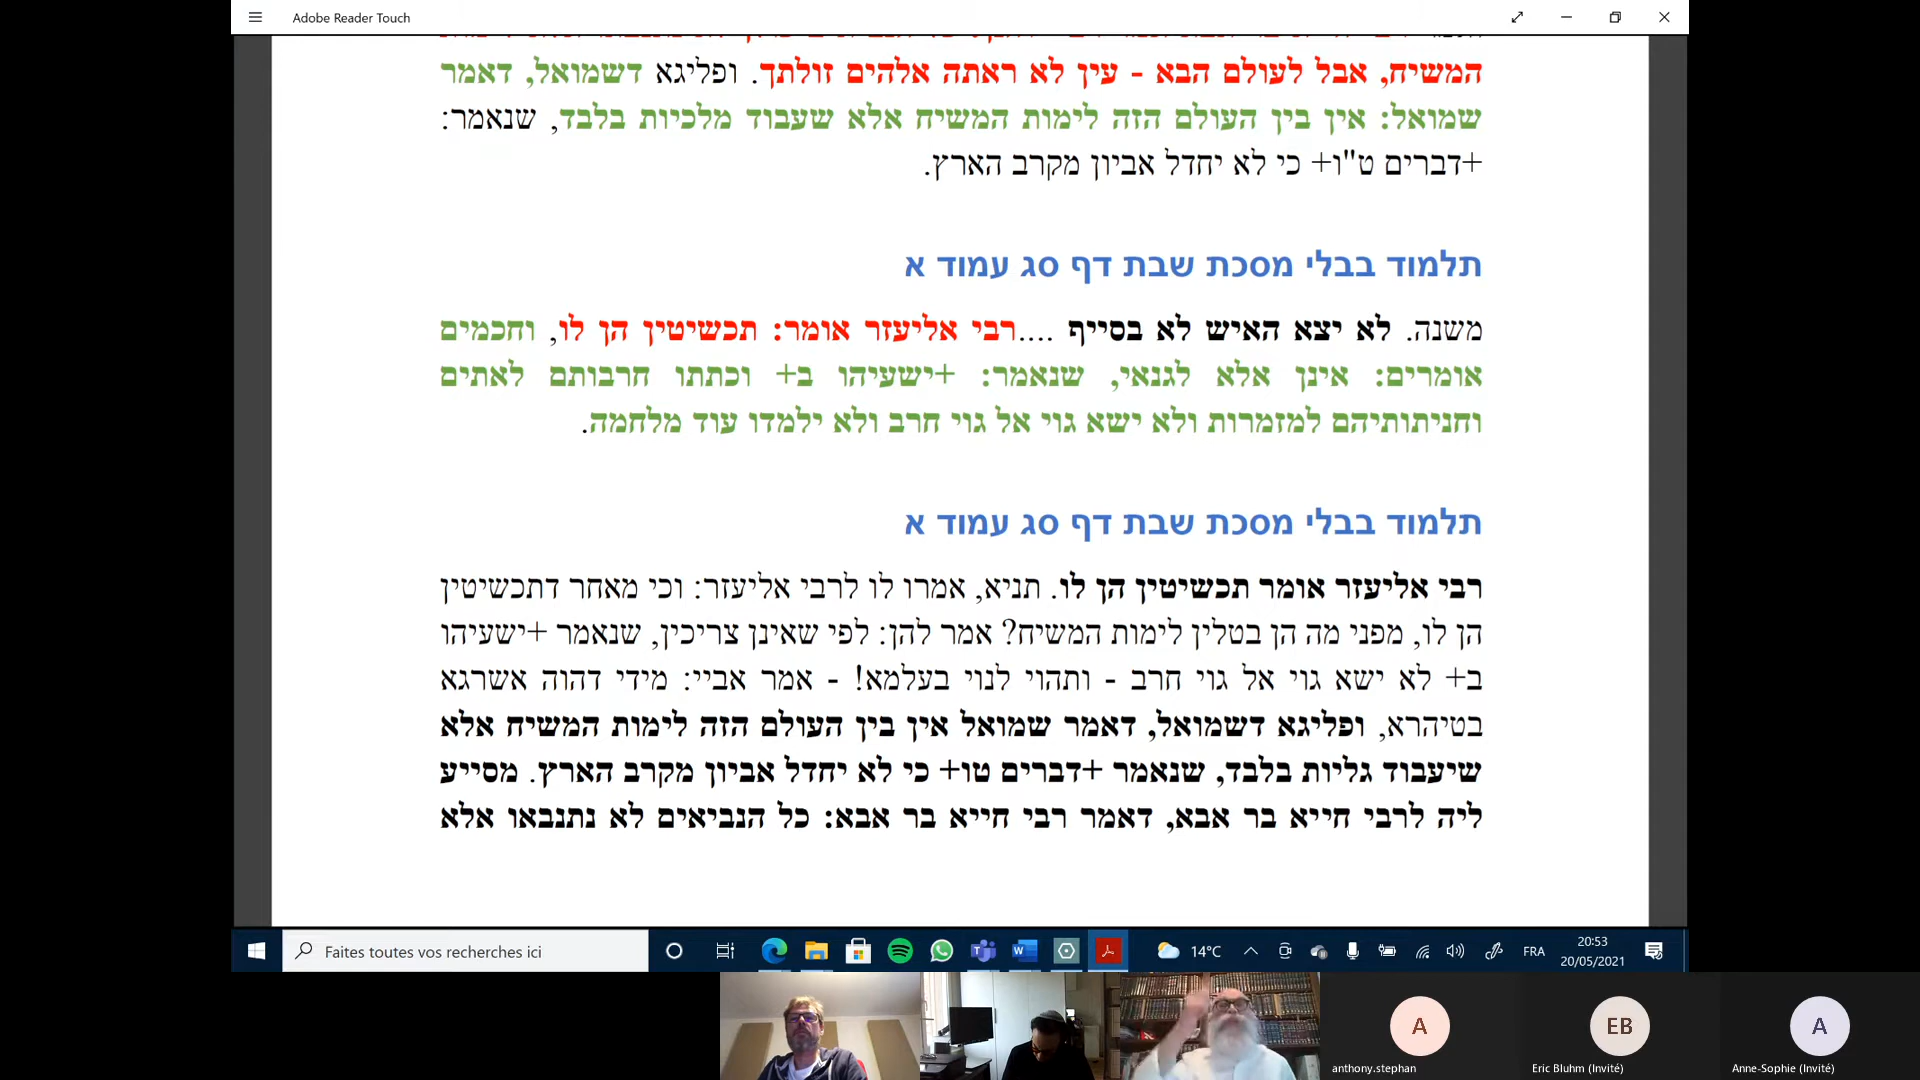 Adobe Reader Touch
המשיח, אבל לעולם הבא - עין לא ראתה אלהים זולתך. ופליגא דשמואל, דאמר
שמואל: אין בין העולם הזה לימות המשיח אלא שעבוד מלכיות בלבד, שנאמר:
+דברים ט"ו+ כי לא יחדל אביון מקרב הארץ.
תלמוד בבלי מסכת שבת דף סג עמוד א
משנה. לא יצא האיש לא בסייף ....רבי אליעזר אומר: תכשיטין הן לו, וחכמים
אומרים: אינן אלא לגנאי, שנאמר: +ישעיהו ב+ וכתתו חרבותם לאתים
וחניתותיהם למזמרות ולא ישא גוי אל גוי חרב ולא ילמדו עוד מלחמה.
תלמוד בבלי מסכת שבת דף סג עמוד א
רבי אליעזר אומר תכשיטין הן לו. תניא, אמרו לו לרבי אליעזר: וכי מאחר דתכשיטין
הן לו, מפני מה הן בטלין לימות המשיח? אמר להן: לפי שאינן צריכין, שנאמר +ישעיהו
ב+ לא ישא גוי אל גוי חרב - ותהוי לנוי בעלמא! - אמר אביי: מידי דהוה אשרגא
בטיהרא, ופליגא דשמואל, דאמר שמואל אין בין העולם הזה לימות המשיח אלא
שיעבוד גליות בלבד, שנאמר +דברים טו+ כי לא יחדל אביון מקרב הארץ. מסייע
ליה לרבי חייא בר אבא, דאמר רבי חייא בר אבא: כל הנביאים לא נתנבאו אלא
Faites toutes vos recherches ici
14°C
FRA
20:53
20/05/2021
A
EB
A
anthony.stephan
Eric Bluhm (Invité)
Anne-Sophie (Invité)